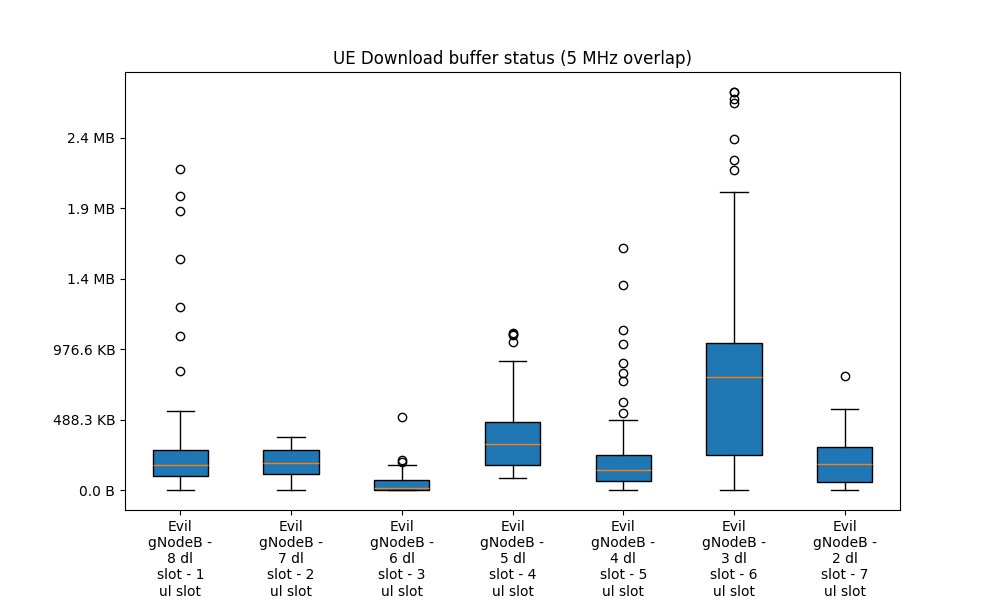 UE Download buffer status (5 MHz overlap)
2.4 MB
1.9 MB
1.4 MB
976.6 KB
488.3 KB
0.0 B
Evil
gNodeB -
8 dl
slot - 1
ul slot
Evil
gNodeB -
7 dl
slot - 2
ul slot
Evil
gNodeB -
6 dl
slot - 3
ul slot
Evil
gNodeB -
5 dl
slot - 4
ul slot
Evil
gNodeB -
4 dl
slot - 5
ul slot
Evil
gNodeB -
3 dl
slot - 6
ul slot
Evil
gNodeB -
2 dl
slot - 7
ul slot